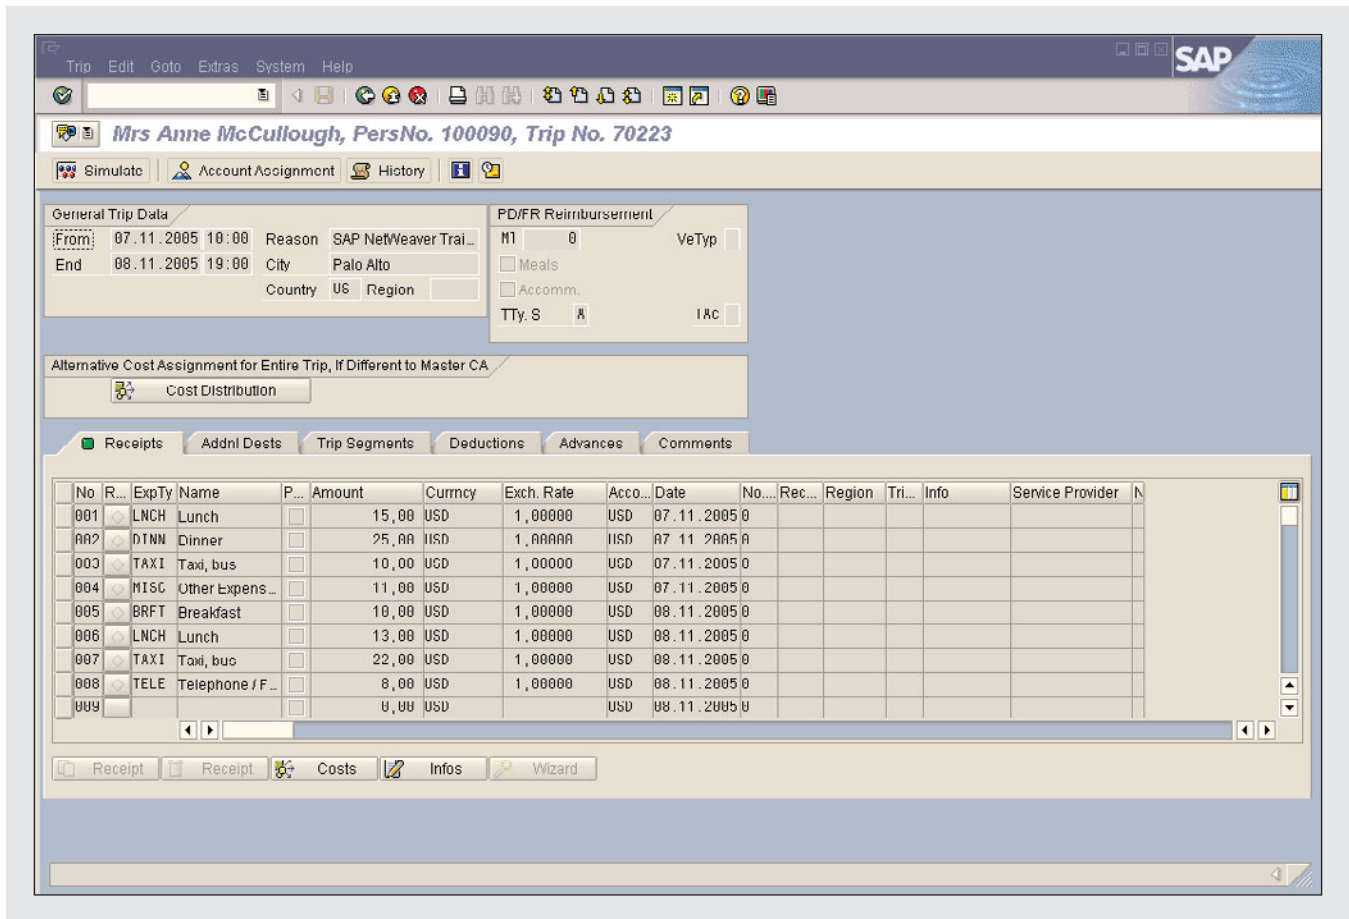 Trip Edit Goto Extras System Help
SAP
Mrs Anne McCullough, PersNo. 100090, Trip No. 70223
Simulate Account Assignment History
General Trip Data
From 07.11.2005 10:00 Reason SAP NetWeaver Trai...
End 08.11.2005 19:00 City Palo Alto
Country US Region
PD/FR Reimbursement
M1 0 VeTyp
Meals
Accomm.
TTy. S A IAC
Alternative Cost Assignment for Entire Trip, If Different to Master CA
Cost Distribution
Receipts Addnl Dests Trip Segments Deductions Advances Comments
No R... ExpTy Name P... Amount Currncy Exch. Rate Acco... Date No.... Rec... Region Tri... Info Service Provider N
001 LNCH Lunch 15,00 USD 1,00000 USD 07.11.2005 0
002 DINN Dinner 25,00 USD 1,00000 USD 07.11.2005 0
003 TAXI Taxi, bus 10,00 USD 1,00000 USD 07.11.2005 0
004 MISC Other Expens... 11,00 USD 1,00000 USD 07.11.2005 0
005 BRFT Breakfast 10,00 USD 1,00000 USD 08.11.2005 0
006 LNCH Lunch 13,00 USD 1,00000 USD 08.11.2005 0
007 TAXI Taxi, bus 22,00 USD 1,00000 USD 08.11.2005 0
008 TELE Telephone / F... 8,00 USD 1,00000 USD 08.11.2005 0
009 0,00 USD USD 08.11.2005 0
Receipt Receipt Costs Infos Wizard